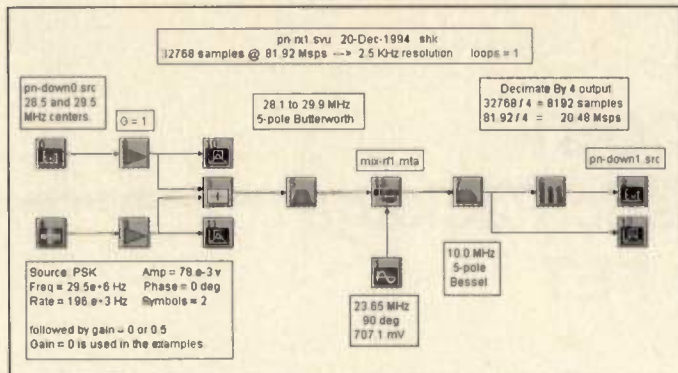 pn-rx1.svu 20-Dec-1994 shk
32768 samples @ 81.92 Msps ---> 2.5 KHz resolution loops = 1
pn-down0.src
28.5 and 29.5
MHz centers.
G = 1
28.1 to 29.9 MHz
5-pole Butterworth
Decimate By 4 output
32768 / 4 = 8192 samples
81.92 / 4 = 20.48 Msps
mix-rf1.mta
pn-down1.src
Source: PSK Amp = 78.e-3 v
Freq = 29.5e+6 Hz Phase = 0 deg
Rate = 196.e+3 Hz Symbols = 2
followed by gain = 0 or 0.5
Gain = 0 is used in the examples
23.65 MHz
90 deg
707.1 mV
10.0 MHz
5-pole
Bessel